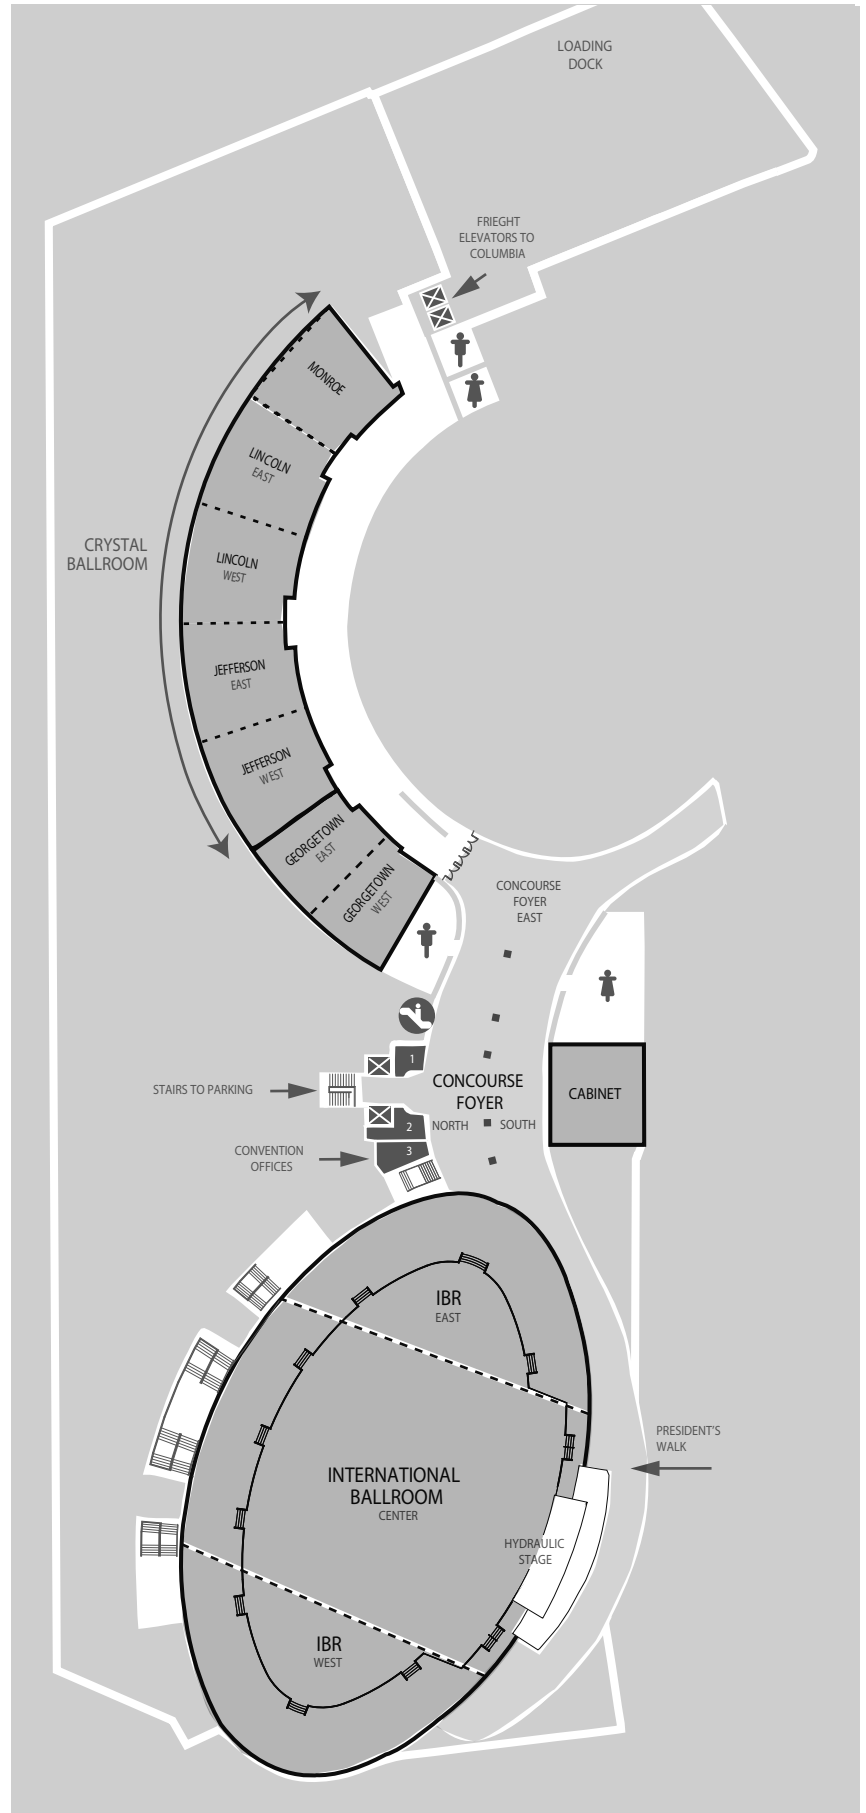 LOADING
DOCK
FRIEGHT
ELEVATORS TO
COLUMBIA
MONROE
LINCOLN
EAST
CRYSTAL
BALLROOM
LINCOLN
WEST
JEFFERSON
EAST
JEFFERSON
WEST
GEORGETOWN
EAST
GEORGETOWN
WEST
CONCOURSE
FOYER
EAST
1
STAIRS TO PARKING
CONCOURSE
FOYER
CABINET
2
NORTH
SOUTH
3
CONVENTION
OFFICES
IBR
EAST
PRESIDENT'S
WALK
INTERNATIONAL
BALLROOM
CENTER
HYDRAULIC
STAGE
IBR
WEST